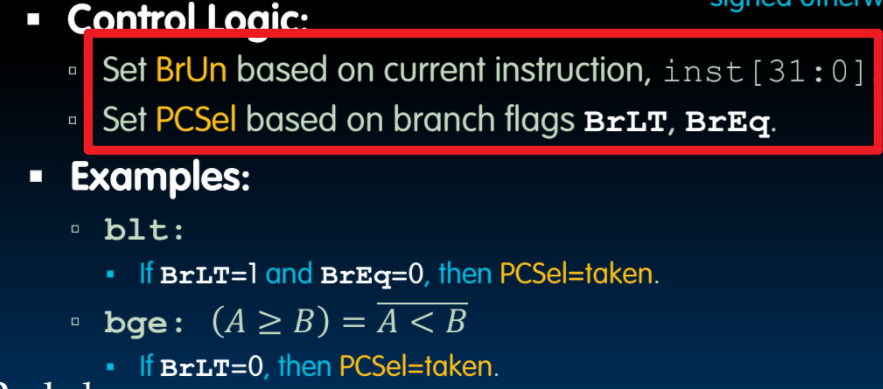 signed otherw
▪ Control Logic:
▫ Set BrUn based on current instruction, inst[31:0].
▫ Set PCSel based on branch flags BrLT, BrEq.
▪ Examples:
▫ blt:
▪ If BrLT=1 and BrEq=0, then PCSel=taken.
▫ bge: (A ≥ B) = \overline{A < B}
▪ If BrLT=0, then PCSel=taken.